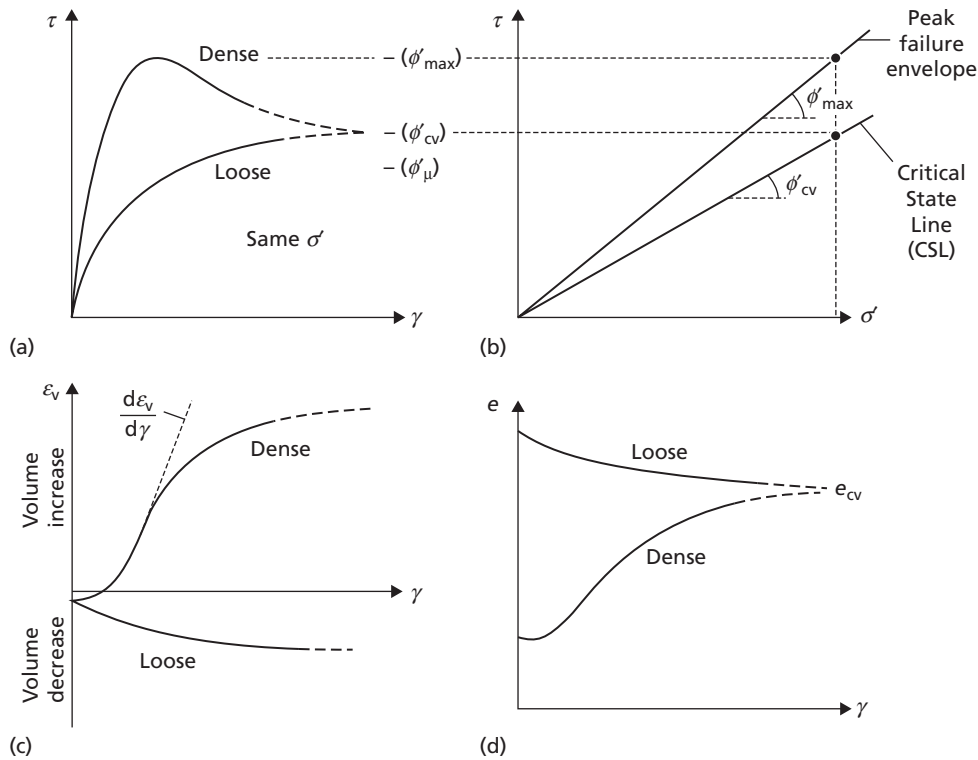 τ
Dense
– (ϕ′max)
– (ϕ′cv)
– (ϕ′μ)
Loose
Same σ′
γ
(a)
τ
Peak
failure
envelope
ϕ′max
ϕ′cv
Critical
State
Line
(CSL)
σ′
(b)
εv
dεv
dγ
Dense
Volume
increase
γ
Volume
decrease
Loose
(c)
e
Loose
ecv
Dense
γ
(d)